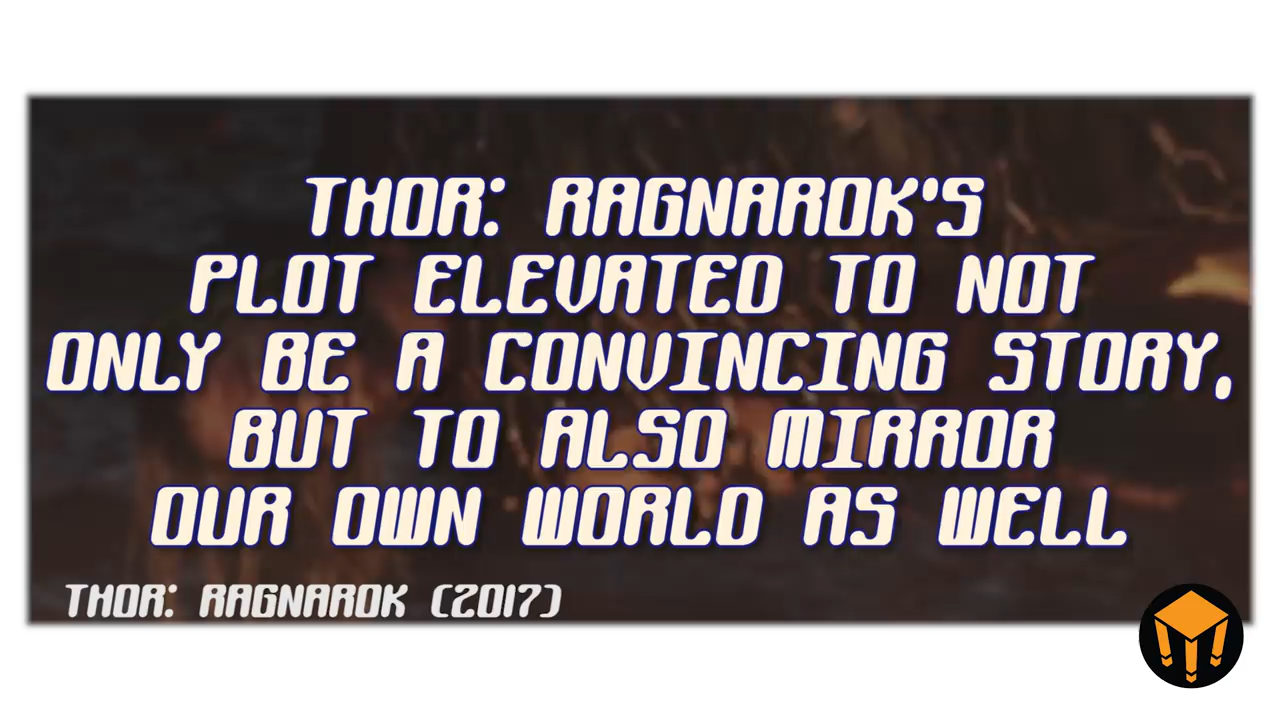 THOR: RAGNAROK'S
PLOT ELEVATED TO NOT
ONLY BE A CONVINCING STORY,
BUT TO ALSO MIRROR
OUR OWN WORLD AS WELL
THOR: RAGNAROK (2017)